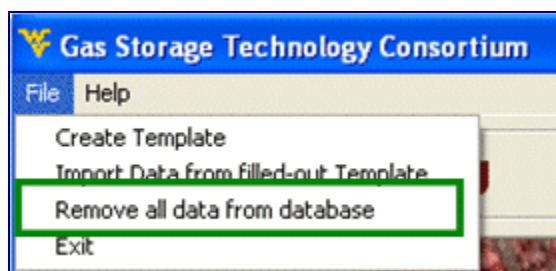 Gas Storage Technology Consortium
File Help
Create Template
Import Data from filled-out Template
Remove all data from database
Exit